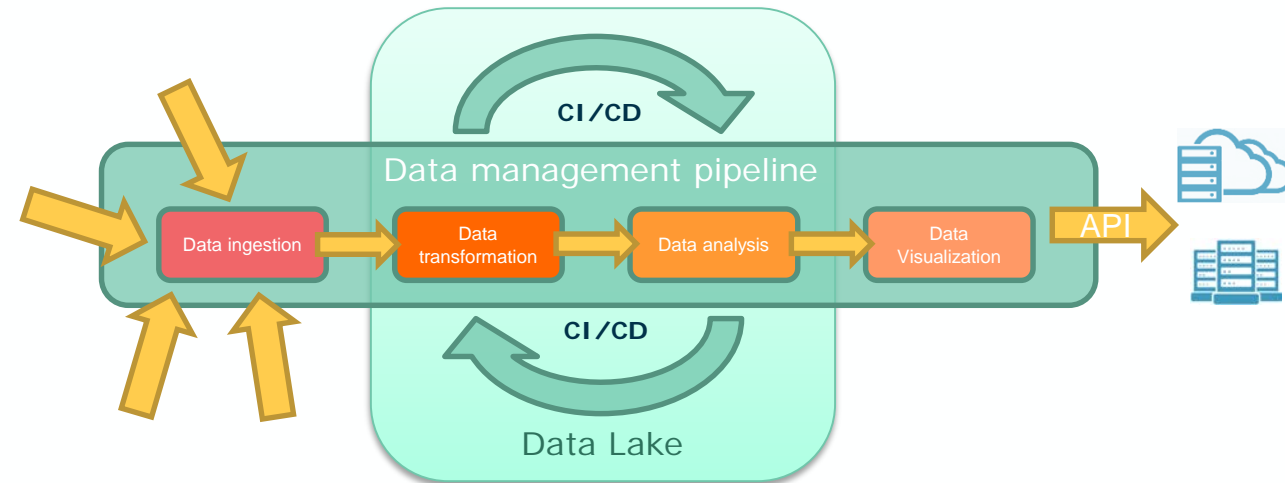 CI/CD
Data management pipeline
Data ingestion
Data
transformation
Data analysis
Data
Visualization
API
CI/CD
Data Lake